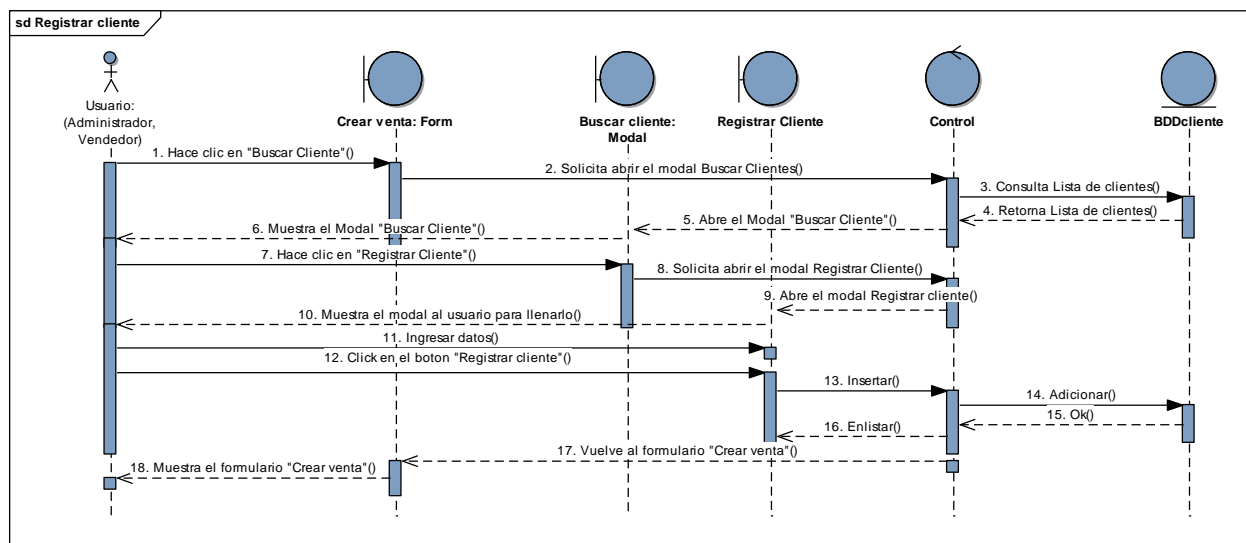 sd Registrar cliente
Usuario:
(Administrador,
Vendedor)
Crear venta: Form
Buscar cliente:
Modal
Registrar Cliente
Control
BDDcliente
1. Hace clic en "Buscar Cliente"()
2. Solicita abrir el modal Buscar Clientes()
3. Consulta Lista de clientes()
4. Retorna Lista de clientes()
5. Abre el Modal "Buscar Cliente"()
6. Muestra el Modal "Buscar Cliente"()
7. Hace clic en "Registrar Cliente"()
8. Solicita abrir el modal Registrar Cliente()
9. Abre el modal Registrar cliente()
10. Muestra el modal al usuario para llenarlo()
11. Ingresar datos()
12. Click en el boton "Registrar cliente"()
13. Insertar()
14. Adicionar()
15. Ok()
16. Enlistar()
17. Vuelve al formulario "Crear venta"()
18. Muestra el formulario "Crear venta"()